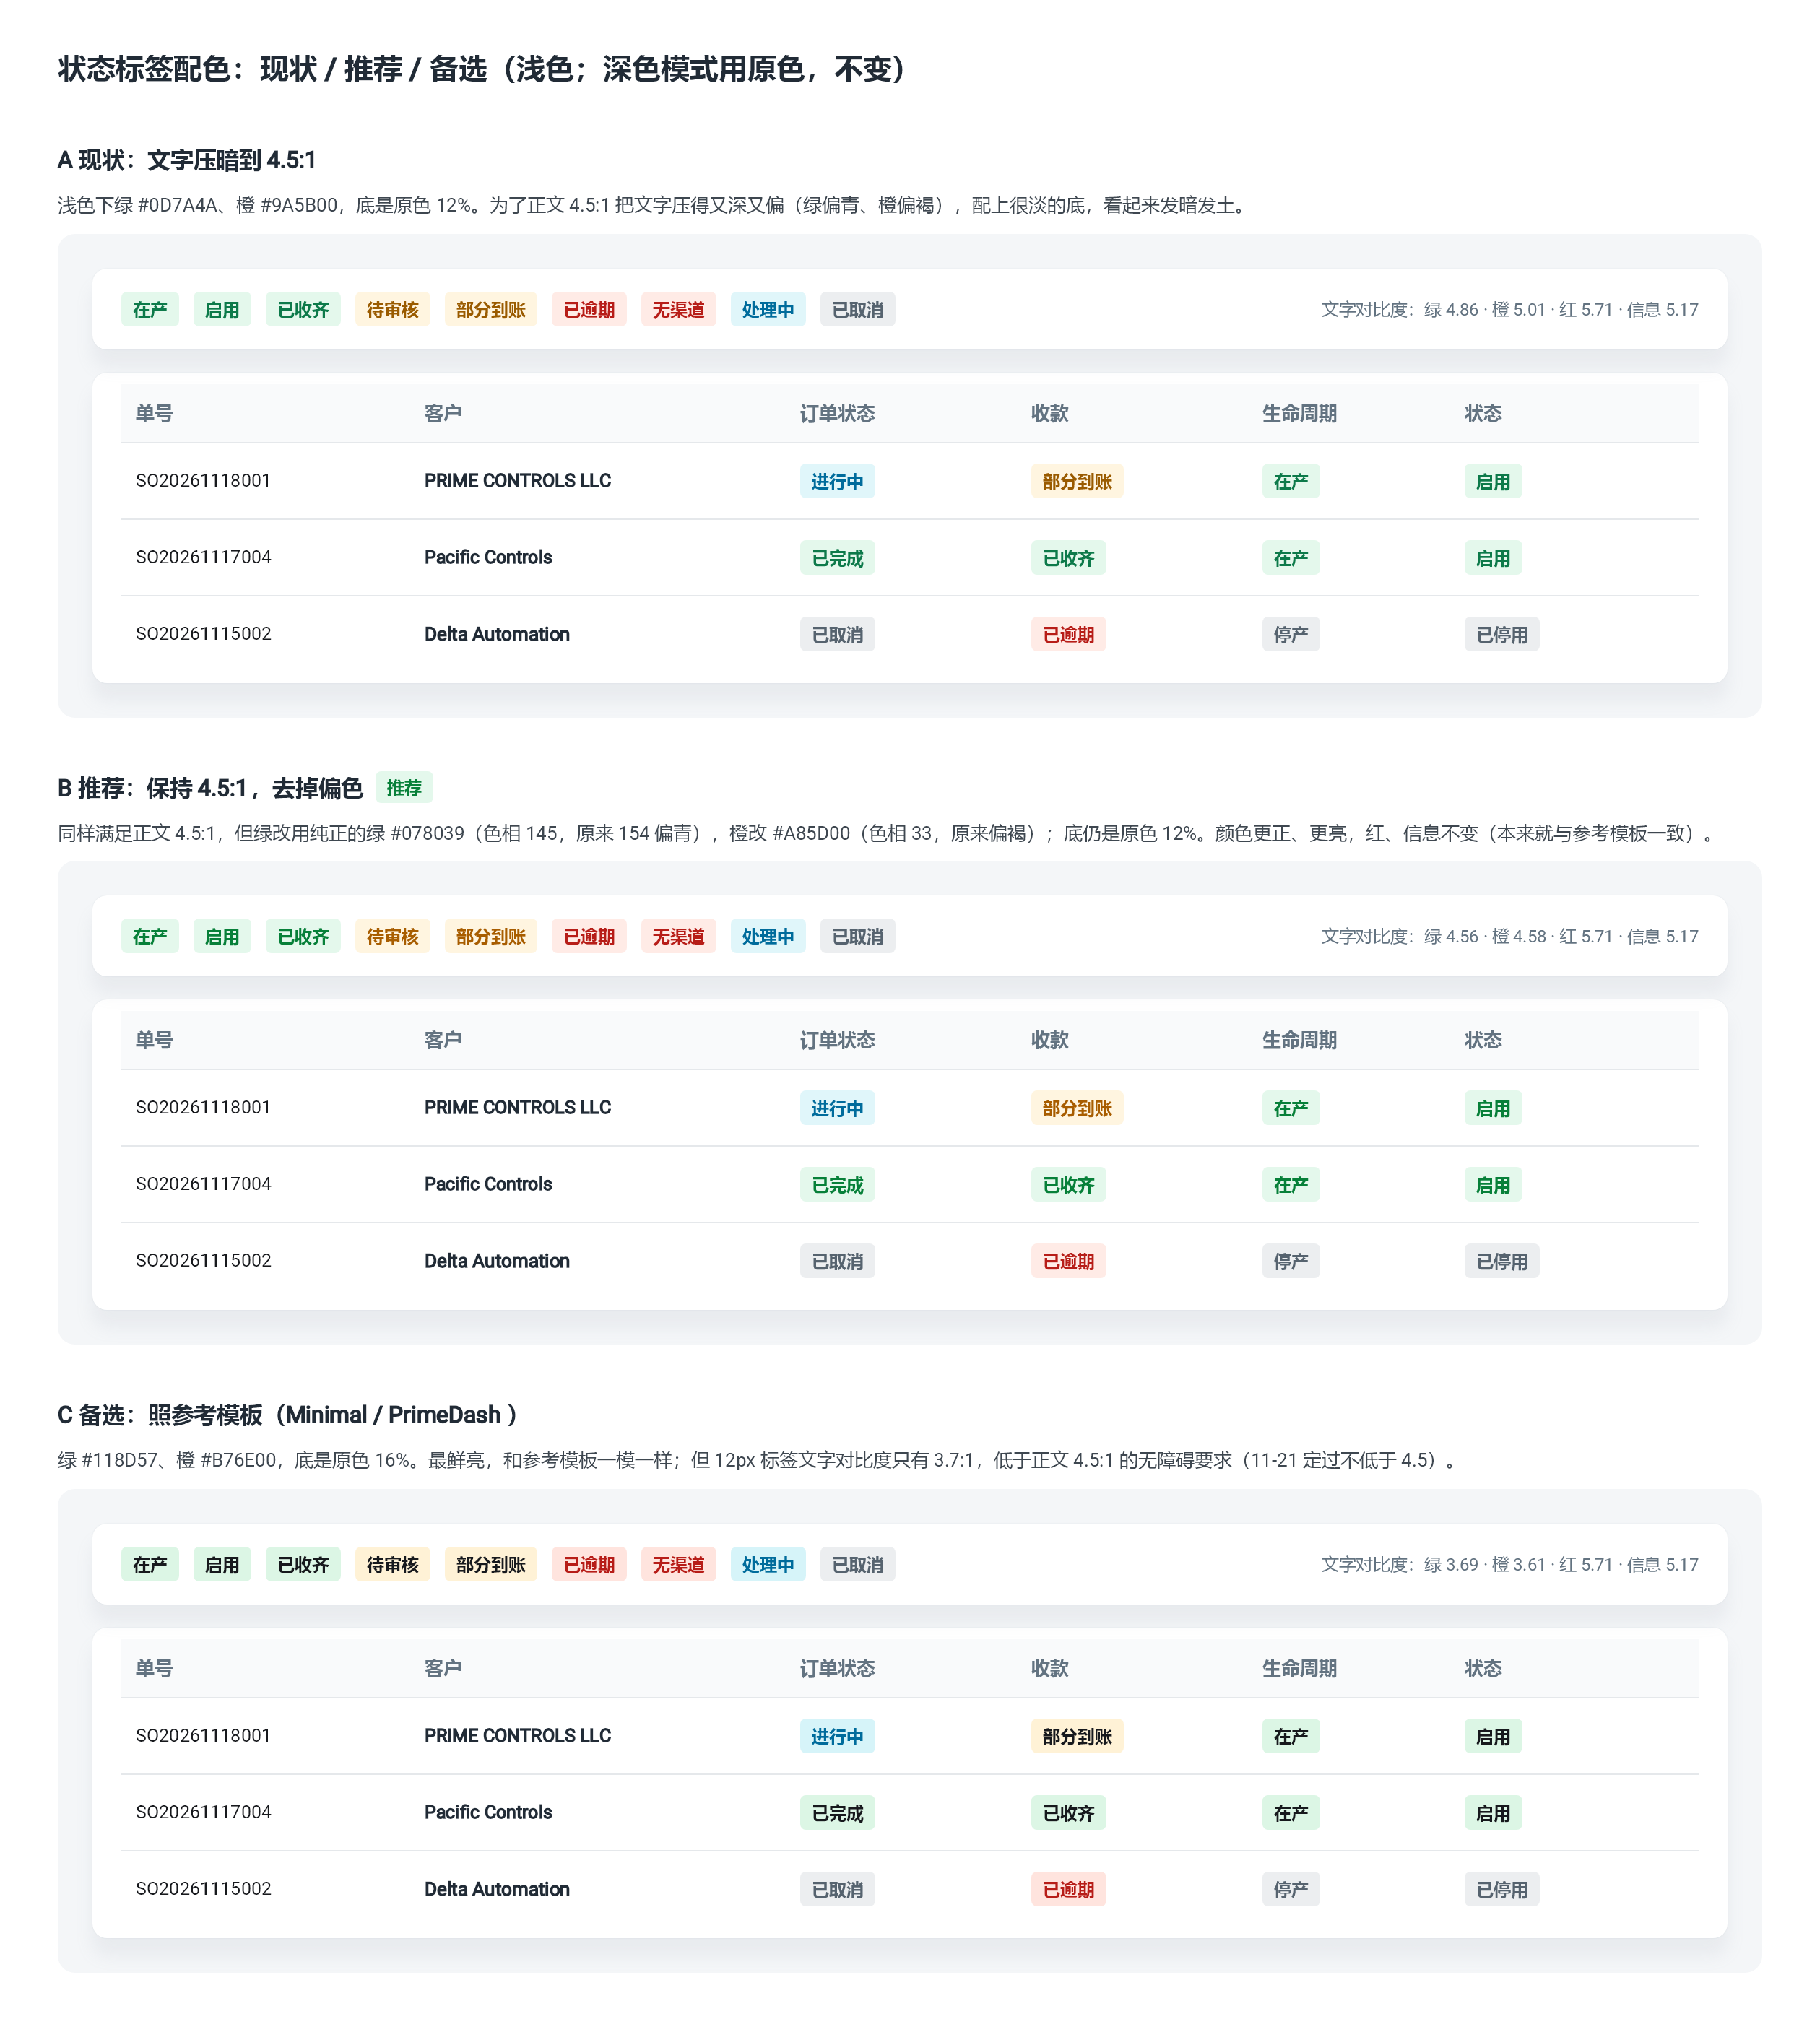 状态标签配色：现状 / 推荐 / 备选（浅色；深色模式用原色，不变）
A 现状：文字压暗到 4.5:1
浅色下绿 #0D7A4A、橙 #9A5B00，底是原色 12%。为了正文 4.5:1 把文字压得又深又偏（绿偏青、橙偏褐），配上很淡的底，看起来发暗发土。
在产 启用 已收齐 待审核 部分到账 已逾期 无渠道 处理中 已取消 文字对比度：绿 4.86 · 橙 5.01 · 红 5.71 · 信息 5.17
单号 客户 订单状态 收款 生命周期 状态
SO20261118001 PRIME CONTROLS LLC 进行中 部分到账 在产 启用
SO20261117004 Pacific Controls 已完成 已收齐 在产 启用
SO20261115002 Delta Automation 已取消 已逾期 停产 已停用
B 推荐：保持 4.5:1，去掉偏色 推荐
同样满足正文 4.5:1，但绿改用纯正的绿 #078039（色相 145，原来 154 偏青），橙改 #A85D00（色相 33，原来偏褐）；底仍是原色 12%。颜色更正、更亮，红、信息不变（本来就与参考模板一致）。
在产 启用 已收齐 待审核 部分到账 已逾期 无渠道 处理中 已取消 文字对比度：绿 4.56 · 橙 4.58 · 红 5.71 · 信息 5.17
单号 客户 订单状态 收款 生命周期 状态
SO20261118001 PRIME CONTROLS LLC 进行中 部分到账 在产 启用
SO20261117004 Pacific Controls 已完成 已收齐 在产 启用
SO20261115002 Delta Automation 已取消 已逾期 停产 已停用
C 备选：照参考模板（Minimal / PrimeDash ）
绿 #118D57、橙 #B76E00，底是原色 16%。最鲜亮，和参考模板一模一样；但 12px 标签文字对比度只有 3.7:1，低于正文 4.5:1 的无障碍要求（11-21 定过不低于 4.5）。
在产 启用 已收齐 待审核 部分到账 已逾期 无渠道 处理中 已取消 文字对比度：绿 3.69 · 橙 3.61 · 红 5.71 · 信息 5.17
单号 客户 订单状态 收款 生命周期 状态
SO20261118001 PRIME CONTROLS LLC 进行中 部分到账 在产 启用
SO20261117004 Pacific Controls 已完成 已收齐 在产 启用
SO20261115002 Delta Automation 已取消 已逾期 停产 已停用